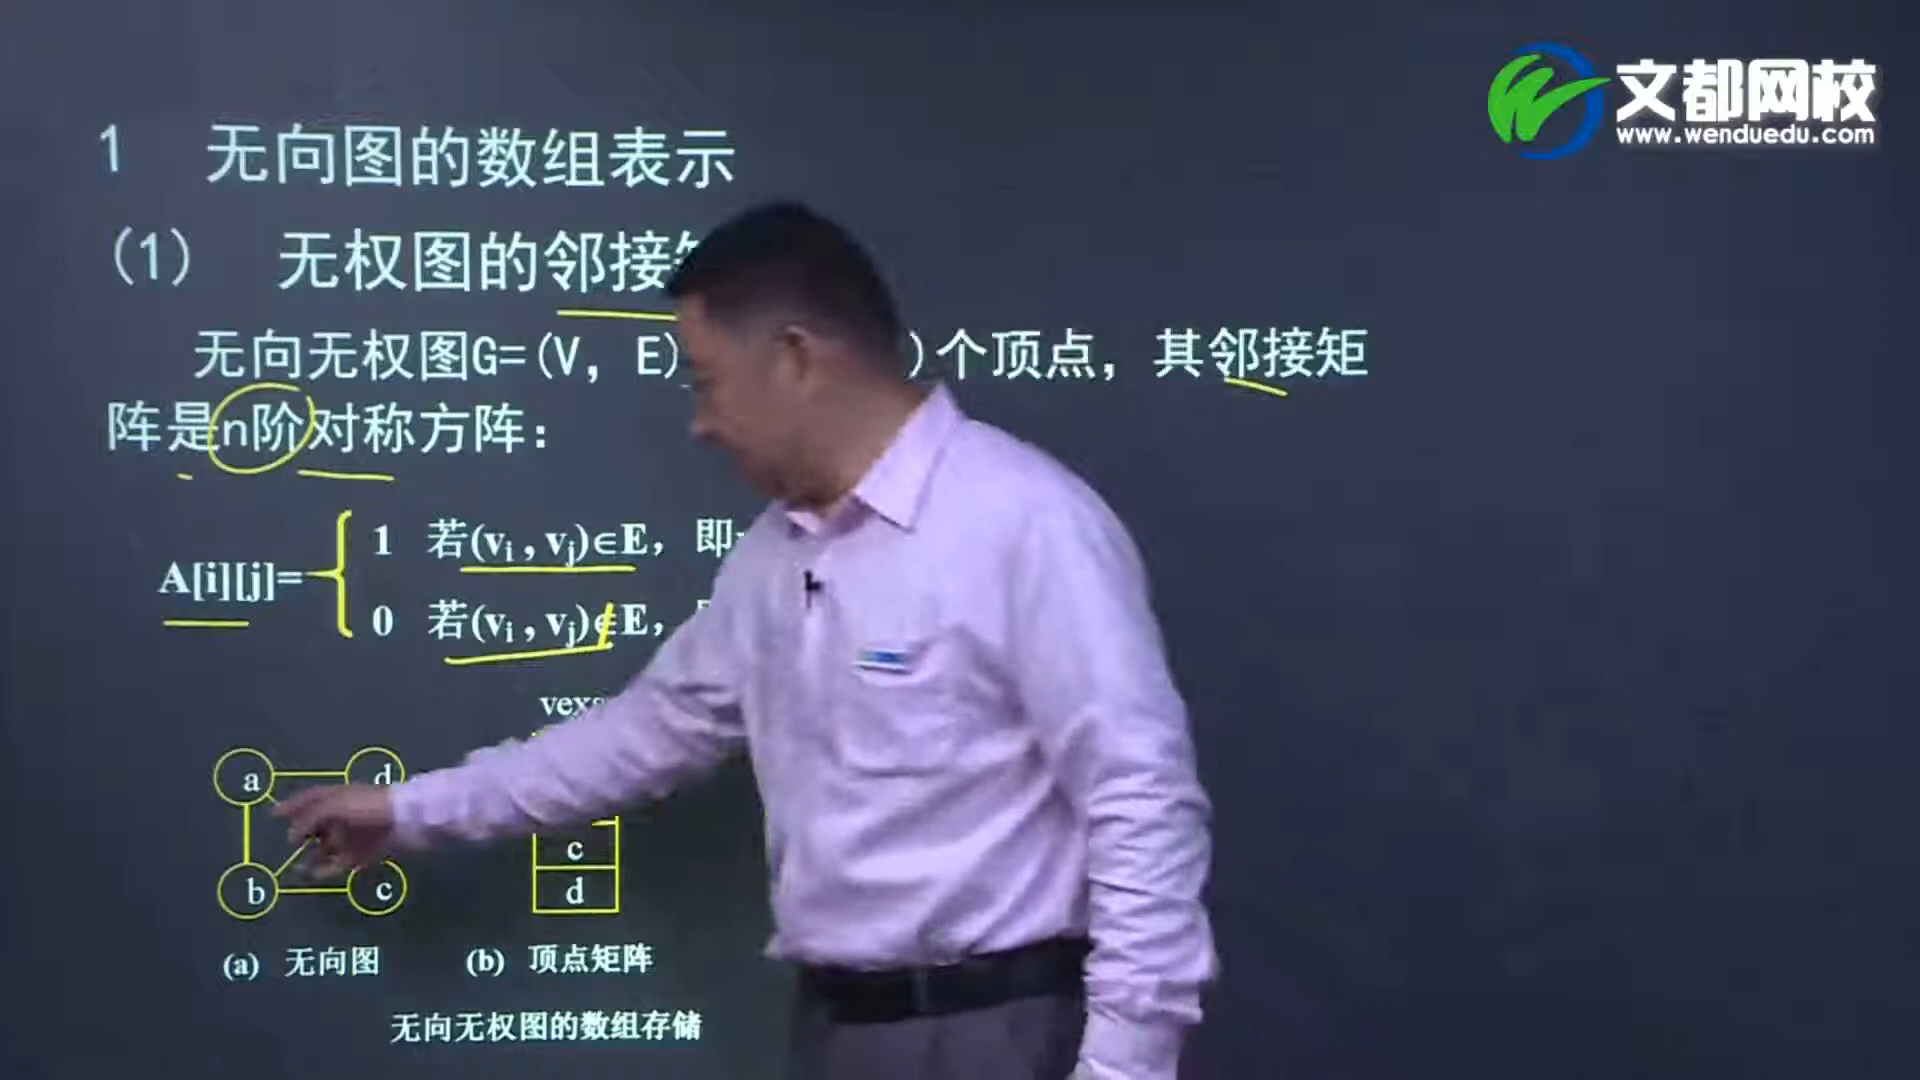 文都网校
www.wenduedu.com
1 无向图的数组表示
(1) 无权图的邻接
无向无权图G=(V, E) )个顶点，其邻接矩
阵是n阶对称方阵：
A[i][j]=
1 若(vi , vj)∈E，即
0 若(vi , vj)∉E，
vexs
a d
b c
c
d
(a) 无向图 (b) 顶点矩阵
无向无权图的数组存储